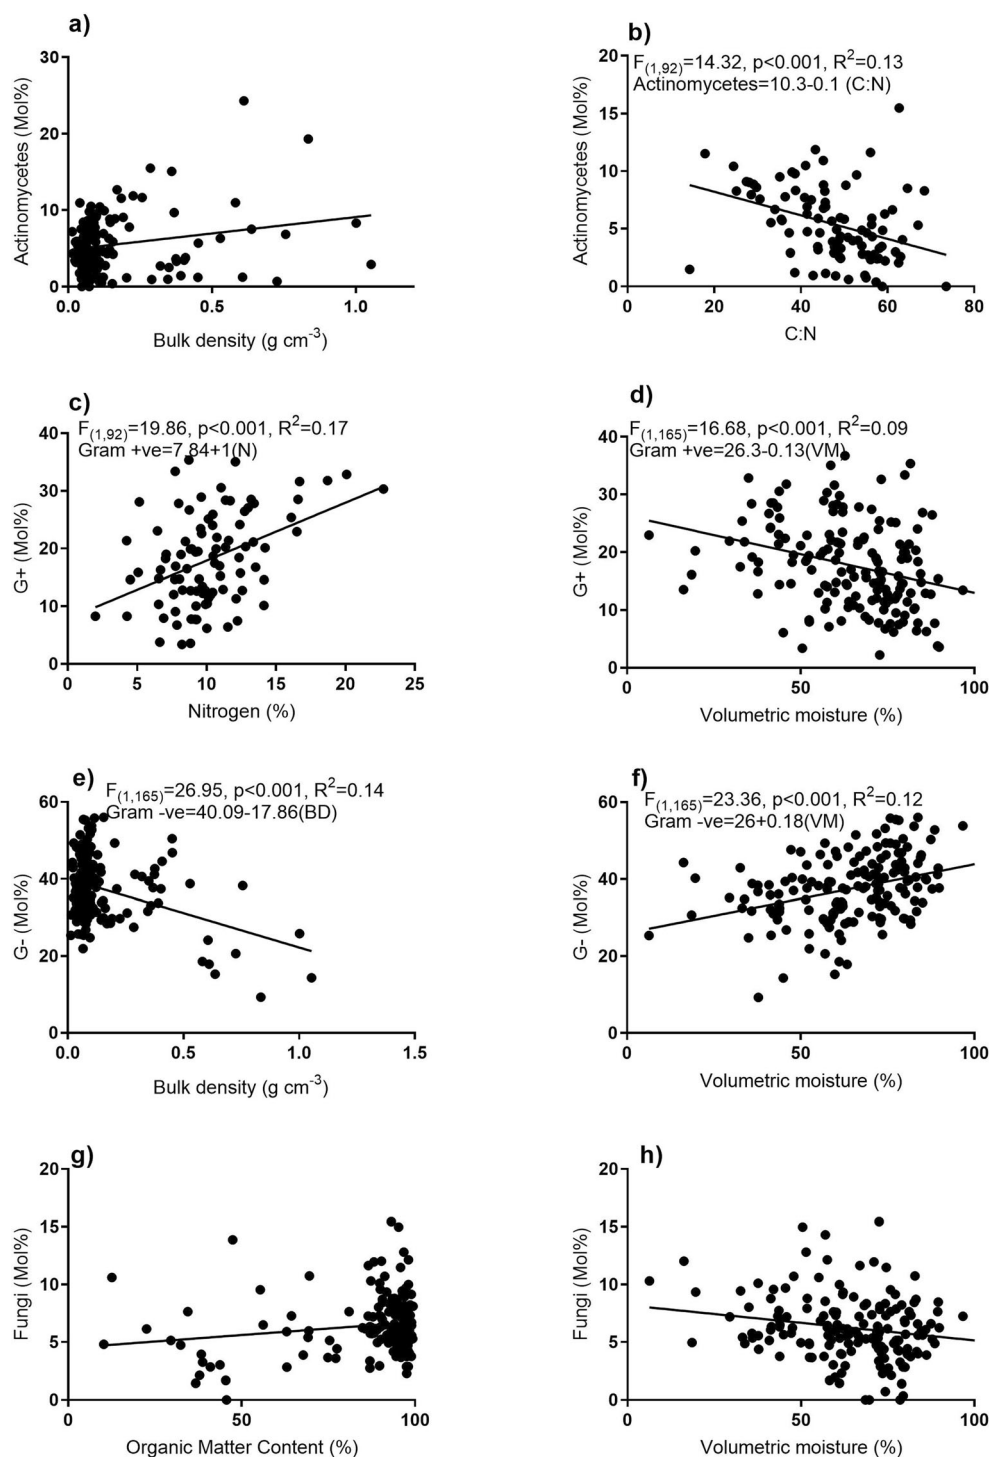 a)
30
20
10
0
0.0
0.5
1.0
Actinomycetes (Mol%)
Bulk density (g cm-3)
b)
F(1,92)=14.32, p<0.001, R2=0.13
Actinomycetes=10.3-0.1 (C:N)
20
15
10
5
0
0
20
40
60
80
Actinomycetes (Mol%)
C:N
c)
F(1,92)=19.86, p<0.001, R2=0.17
Gram +ve=7.84+1(N)
40
30
20
10
0
0
5
10
15
20
25
G+ (Mol%)
Nitrogen (%)
d)
F(1,165)=16.68, p<0.001, R2=0.09
Gram +ve=26.3-0.13(VM)
40
30
20
10
0
0
50
100
G+ (Mol%)
Volumetric moisture (%)
e)
F(1,165)=26.95, p<0.001, R2=0.14
Gram -ve=40.09-17.86(BD)
60
40
20
0
0.0
0.5
1.0
1.5
G- (Mol%)
Bulk density (g cm-3)
f)
F(1,165)=23.36, p<0.001, R2=0.12
Gram -ve=26+0.18(VM)
60
40
20
0
0
50
100
G- (Mol%)
Volumetric moisture (%)
g)
20
15
10
5
0
0
50
100
Fungi (Mol%)
Organic Matter Content (%)
h)
20
15
10
5
0
0
50
100
Fungi (Mol%)
Volumetric moisture (%)